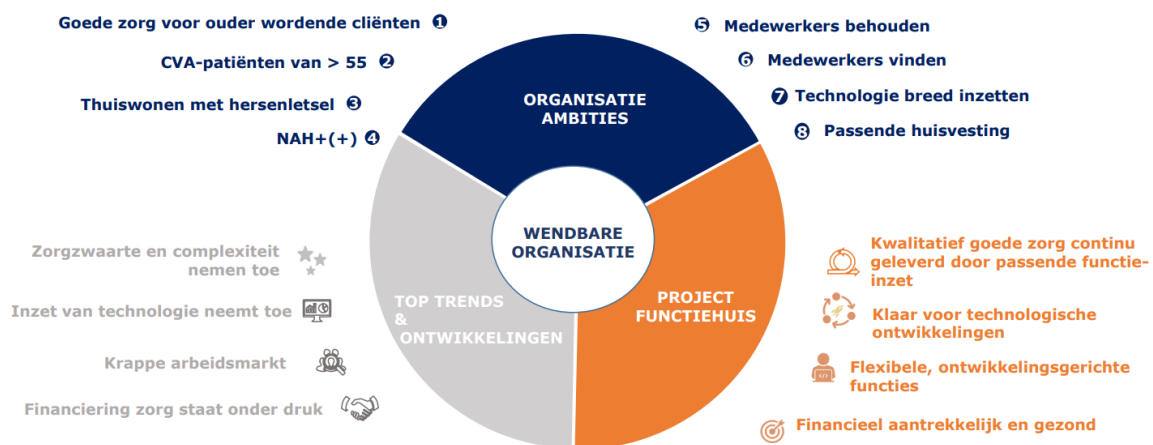 Goede zorg voor ouder wordende cliënten ❶
CVA-patiënten van > 55 ❷
Thuiswonen met hersenletsel ❸
NAH+(+) ❹
❺ Medewerkers behouden
❻ Medewerkers vinden
❼ Technologie breed inzetten
❽ Passende huisvesting
ORGANISATIE
AMBITIES
WENDBARE
ORGANISATIE
TOP TRENDS
&
ONTWIKKELINGEN
PROJECT
FUNCTIEHUIS
Zorgzwaarte en complexiteit
nemen toe
Inzet van technologie neemt toe
Krappe arbeidsmarkt
Financiering zorg staat onder druk
Kwalitatief goede zorg continu
geleverd door passende functie-
inzet
Klaar voor technologische
ontwikkelingen
Flexibele, ontwikkelingsgerichte
functies
Financieel aantrekkelijk en gezond